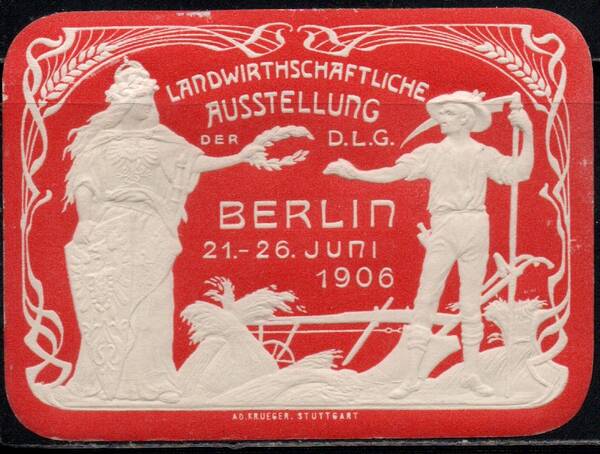 LANDWIRTHSCHAFTLICHE
AUSSTELLUNG
DER D.L.G.
BERLIN
21.-26. JUNI
1906
AD. KRUEGER. STUTTGART